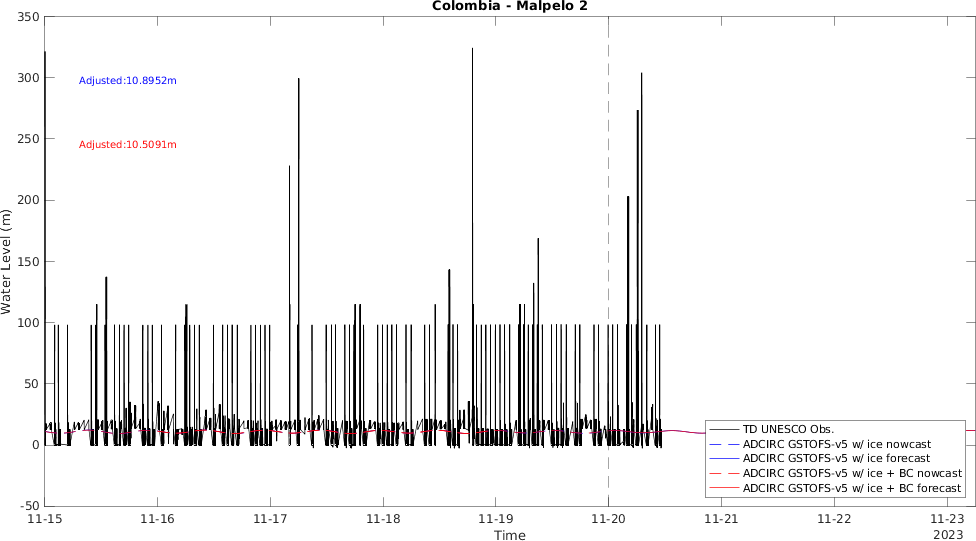 Colombia - Malpelo 2
350
300
250
200
150
100
50
0
-50
Water Level (m)
Adjusted:10.8952m
Adjusted:10.5091m
TD UNESCO Obs.
ADCIRC GSTOFS-v5 w/ ice nowcast
ADCIRC GSTOFS-v5 w/ ice forecast
ADCIRC GSTOFS-v5 w/ ice + BC nowcast
ADCIRC GSTOFS-v5 w/ ice + BC forecast
11-15 11-16 11-17 11-18 11-19 11-20 11-21 11-22 11-23
2023
Time